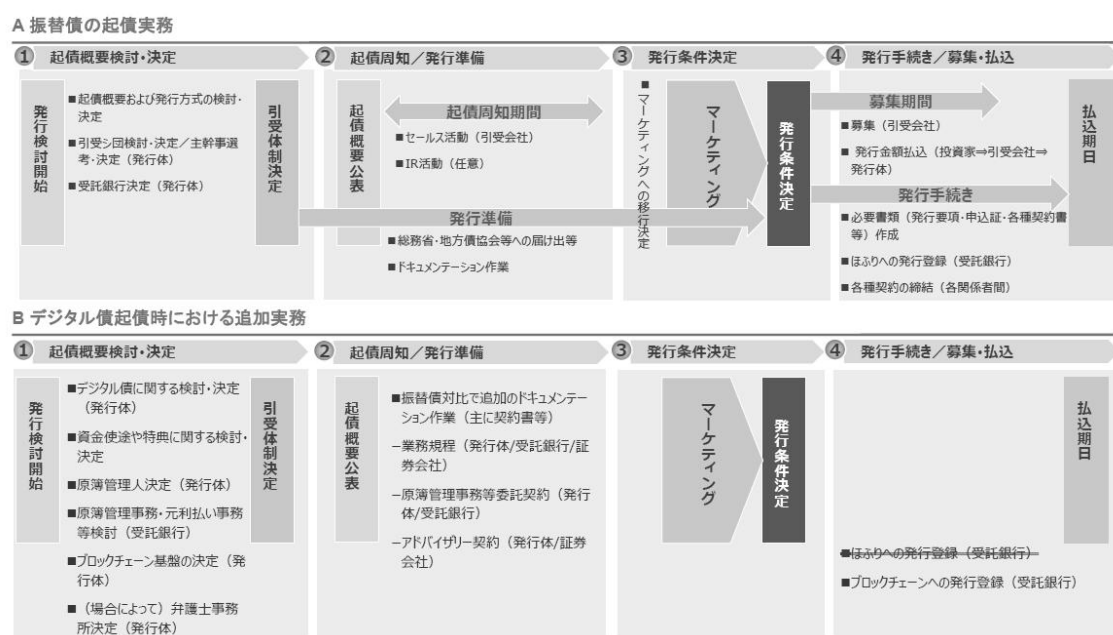 A 振替債の起債実務
① 起債概要検討・決定
② 起債周知／発行準備
③ 発行条件決定
④ 発行手続き／募集・払込
発行検討開始
■起債概要および発行方式の検討・
決定
■引受シ団検討・決定／主幹事選
考・決定（発行体）
■受託銀行決定（発行体）
引受体制決定
起債概要公表
起債周知期間
■セールス活動（引受会社）
■IR活動（任意）
発行準備
■総務省・地方債協会等への届け出等
■ドキュメンテーション作業
■マーケティングへの移行決定
マーケティング
発行条件決定
募集期間
■募集（引受会社）
■ 発行金額払込（投資家⇒引受会社⇒
発行体）
発行手続き
■必要書類（発行要項・申込証・各種契約書
等）作成
■ほふりへの発行登録（受託銀行）
■各種契約の締結（各関係者間）
払込期日
B デジタル債起債時における追加実務
① 起債概要検討・決定
② 起債周知／発行準備
③ 発行条件決定
④ 発行手続き／募集・払込
発行検討開始
■デジタル債に関する検討・決定
（発行体）
■資金使途や特典に関する検討・
決定
■原簿管理人決定（発行体）
■原簿管理事務・元利払い事務
等検討（受託銀行）
■ブロックチェーン基盤の決定（発
行体）
■（場合によって）弁護士事務
所決定（発行体）
引受体制決定
起債概要公表
■振替債対比で追加のドキュメンテー
ション作業（主に契約書等）
－業務規程（発行体/受託銀行/証
券会社）
－原簿管理事務等委託契約（発行
体/受託銀行）
－アドバイザリー契約（発行体/証券
会社）
マーケティング
発行条件決定
払込期日
■ほふりへの発行登録（受託銀行）
■ブロックチェーンへの発行登録（受託銀行）